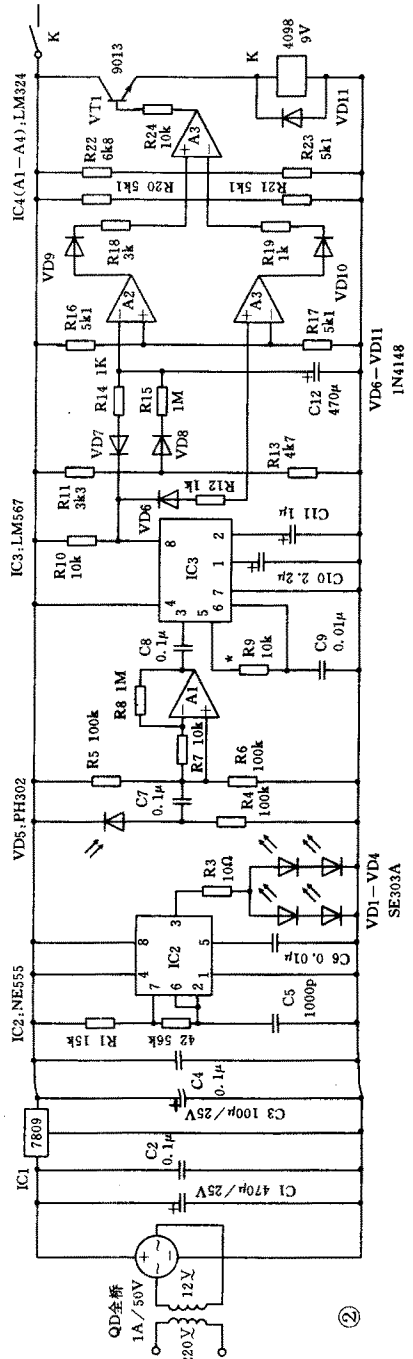 QD全桥
1A/50V
220V
12V
②
IC1
7809
C1 470μ/25V
C2
0.1μ
C3 100μ/25V
C4
0.1μ
IC2:NE555
R1 15k
42 56k
C5
1000p
7
6
2
4
8
IC2
3
5
1
C6 0.01μ
R3
10Ω
VD1-VD4
SE303A
VD5:PH302
C7
0.1μ
R4
100k
R5 100k
R6
100k
R7 10k
R8 1M
A1
C8
0.1μ
R9
10k
*
C9
0.01μ
IC3:LM567
4
3
5
6
7
8
IC3
1
2
C10 2.2μ
C11 1μ
R10
10k
R11
3k3
VD6
R12 1k
R13
4k7
VD7
R14
1K
VD8
R15
1M
C12
470μ
R16
5k1
R17
5k1
A2
A3
VD9
R18
3k
R19
1k
VD10
VD6-VD11
1N4148
IC4(A1-A4):LM324
R20 5k1
R21 5k1
R22
6k8
R23
5k1
A3
R24
10k
VT1
9013
K
K
4098
9V
VD11